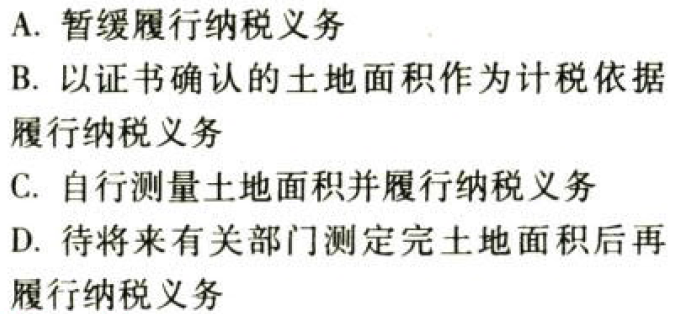 A. 暂缓履行纳税义务
B. 以证书确认的土地面积作为计税依据
履行纳税义务
C. 自行测量土地面积并履行纳税义务
D. 待将来有关部门测定完土地面积后再
履行纳税义务